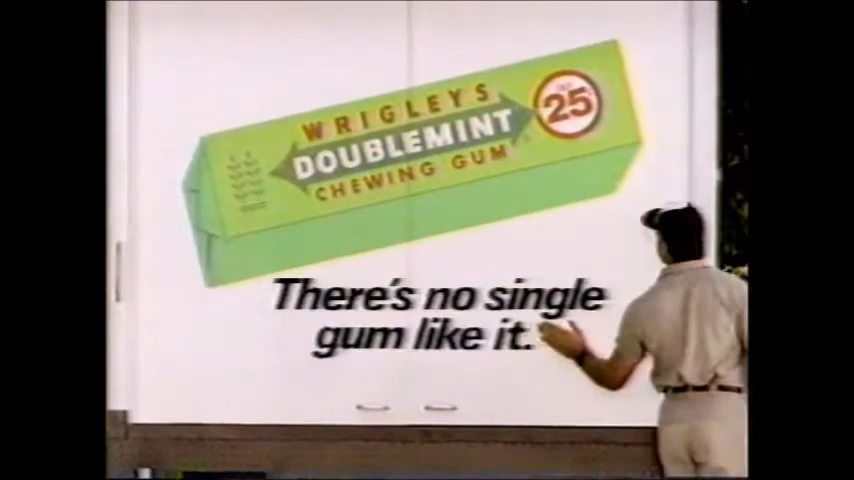 WRIGLEYS
DOUBLEMINT
CHEWING GUM
25¢
There's no single
gum like it.